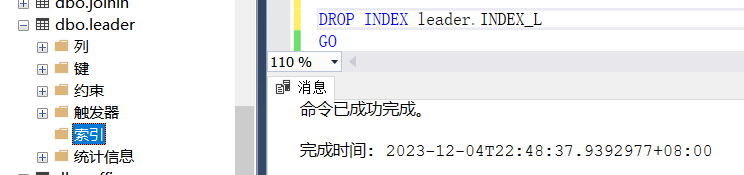 dbo.joinin
dbo.leader
列
键
约束
触发器
索引
统计信息
DROP INDEX leader.INDEX_L
GO
110 %
消息
命令已成功完成。
完成时间: 2023-12-04T22:48:37.9392977+08:00